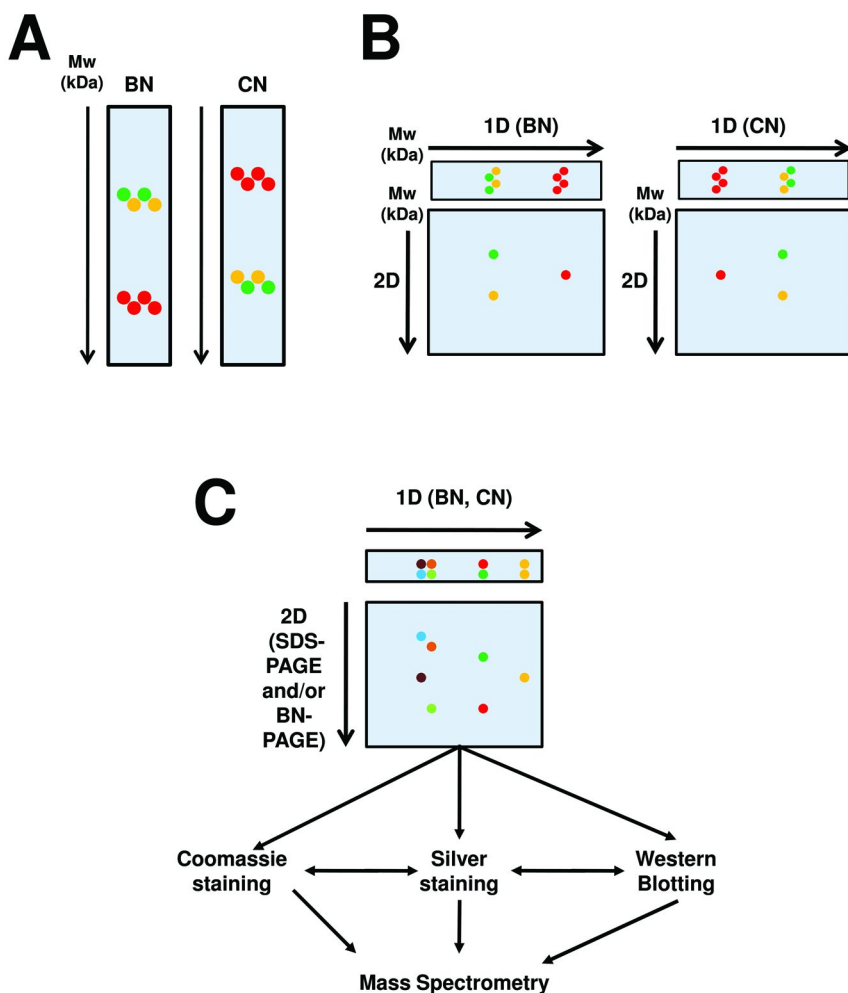 A
Mw
(kDa)
BN
CN
B
Mw
(kDa)
1D (BN)
Mw
(kDa)
2D
1D (CN)
Mw
(kDa)
2D
C
1D (BN, CN)
2D
(SDS-
PAGE
and/or
BN-
PAGE)
Coomassie
staining
Silver
staining
Western
Blotting
Mass Spectrometry